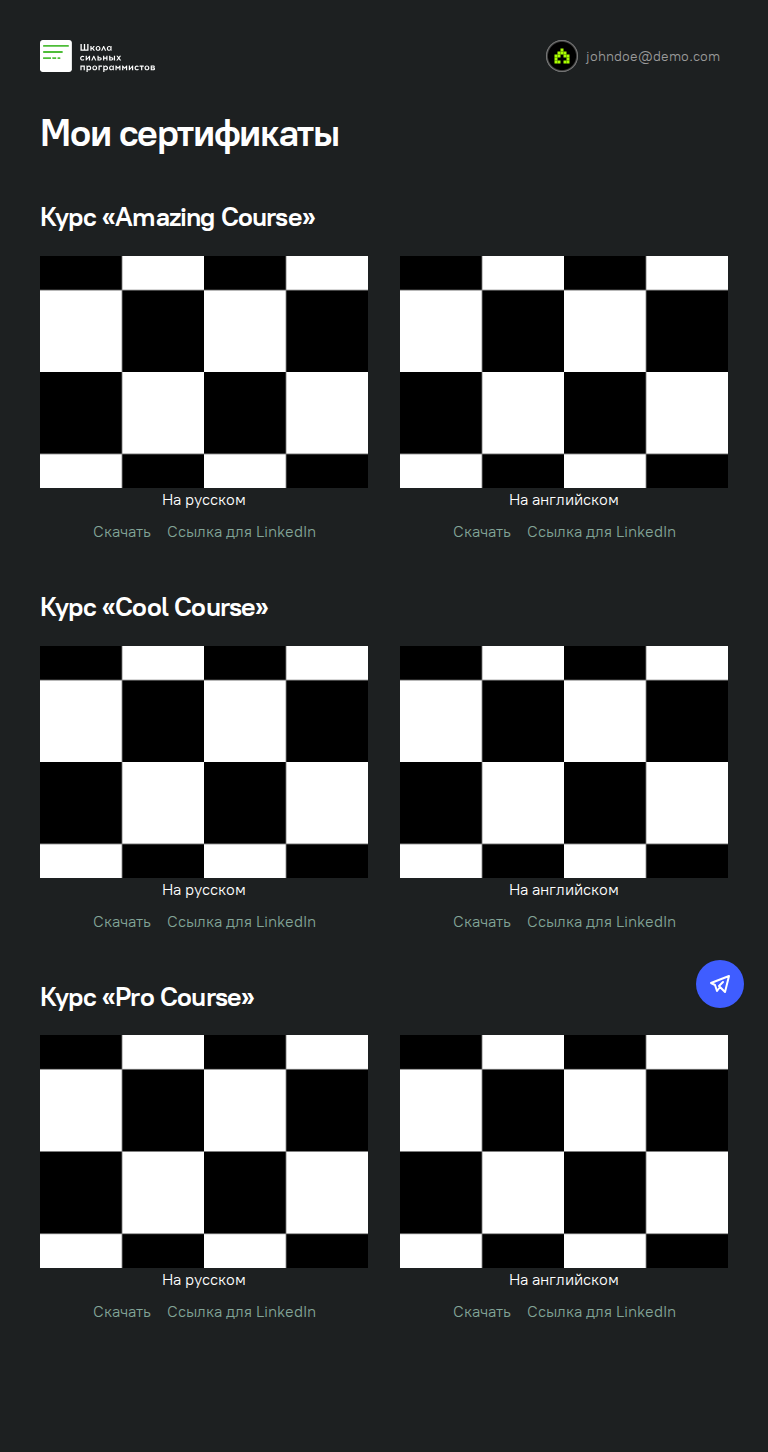 Школа
сильных
программистов
johndoe@demo.com
Мои сертификаты
Курс «Amazing Course»
На русском
Скачать Ссылка для LinkedIn
На английском
Скачать Ссылка для LinkedIn
Курс «Cool Course»
На русском
Скачать Ссылка для LinkedIn
На английском
Скачать Ссылка для LinkedIn
Курс «Pro Course»
На русском
Скачать Ссылка для LinkedIn
На английском
Скачать Ссылка для LinkedIn